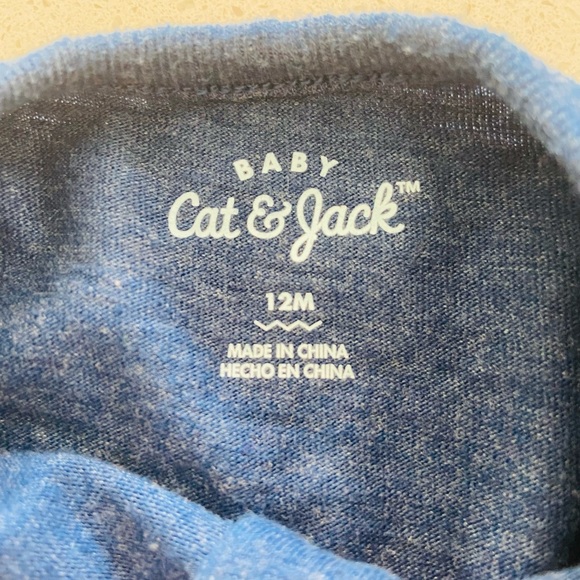 BABY
Cat & Jack™
12M
MADE IN CHINA
HECHO EN CHINA